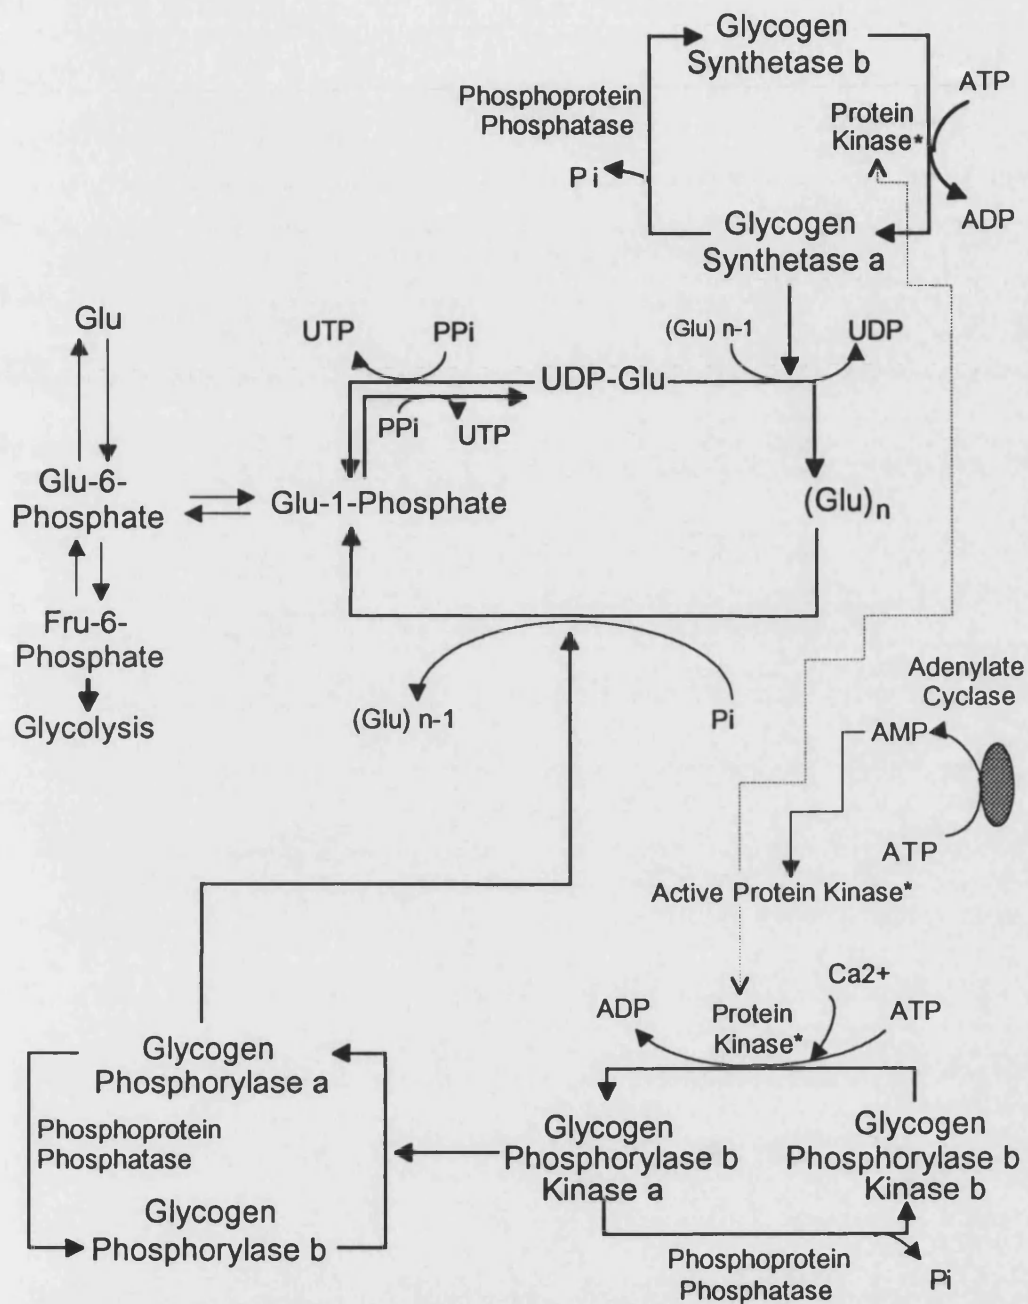 Glycogen
Synthetase b
ATP
Phosphoprotein
Phosphatase
Protein
Kinase*
Pi
ADP
Glycogen
Synthetase a
Glu
UTP
PPi
(Glu) n-1
UDP
UDP-Glu
PPi
UTP
Glu-6-
Phosphate
Glu-1-Phosphate
(Glu)n
Fru-6-
Phosphate
Glycolysis
(Glu) n-1
Pi
Adenylate
Cyclase
AMP
ATP
Active Protein Kinase*
Ca2+
ADP
Protein
Kinase*
ATP
Glycogen
Phosphorylase a
Phosphoprotein
Phosphatase
Glycogen
Phosphorylase b
Glycogen
Phosphorylase b
Kinase a
Glycogen
Phosphorylase b
Kinase b
Phosphoprotein
Phosphatase
Pi